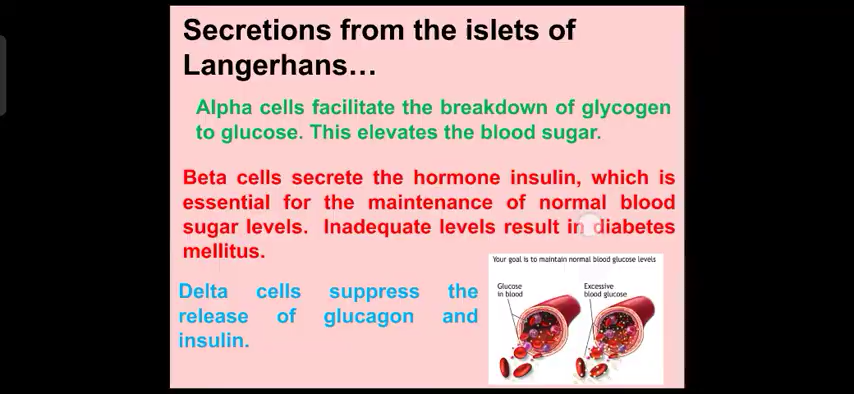 Secretions from the islets of
Langerhans...
Alpha cells facilitate the breakdown of glycogen
to glucose. This elevates the blood sugar.
Beta cells secrete the hormone insulin, which is
essential for the maintenance of normal blood
sugar levels. Inadequate levels result in diabetes
mellitus.
Your goal is to maintain normal blood glucose levels
Glucose
in blood
Excessive
blood glucose
Delta cells suppress the
release of glucagon and
insulin.